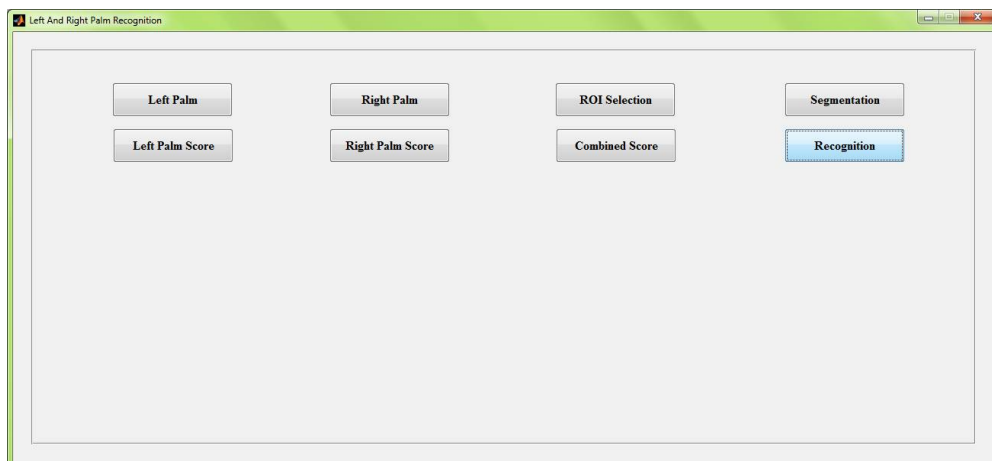 Left And Right Palm Recognition
Left Palm Right Palm ROI Selection Segmentation
Left Palm Score Right Palm Score Combined Score Recognition